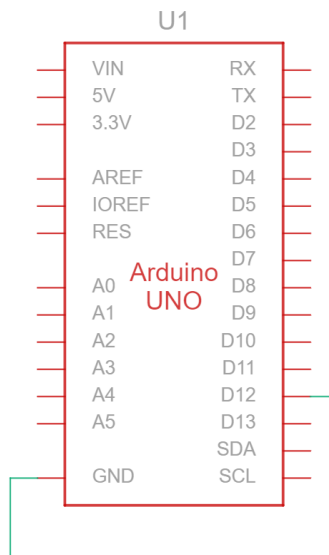 U1
VIN RX
5V TX
3.3V D2
D3
AREF D4
IOREF D5
RES D6
D7
Arduino
UNO
A0 D8
A1 D9
A2 D10
A3 D11
A4 D12
A5 D13
SDA
GND SCL